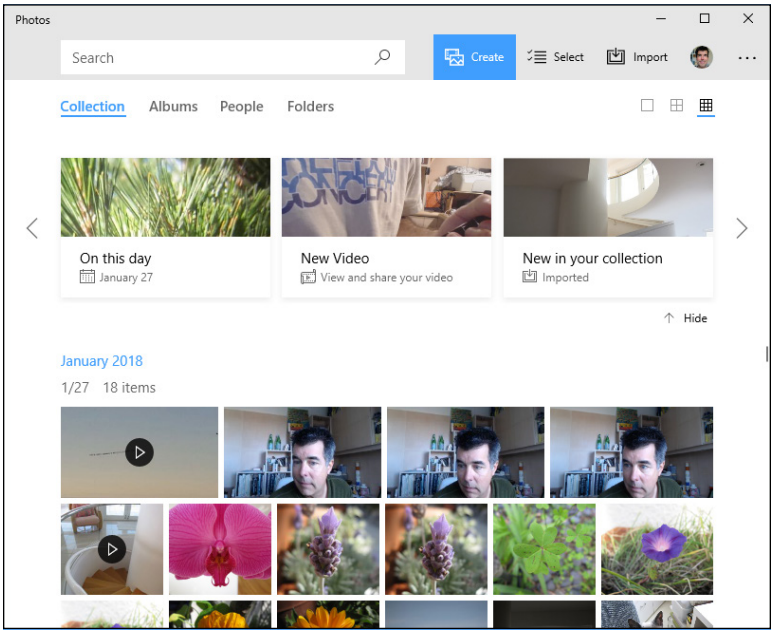 Photos
Search
Create
Select
Import
Collection
Albums
People
Folders
On this day
January 27
New Video
View and share your video
New in your collection
Imported
Hide
January 2018
1/27 18 items